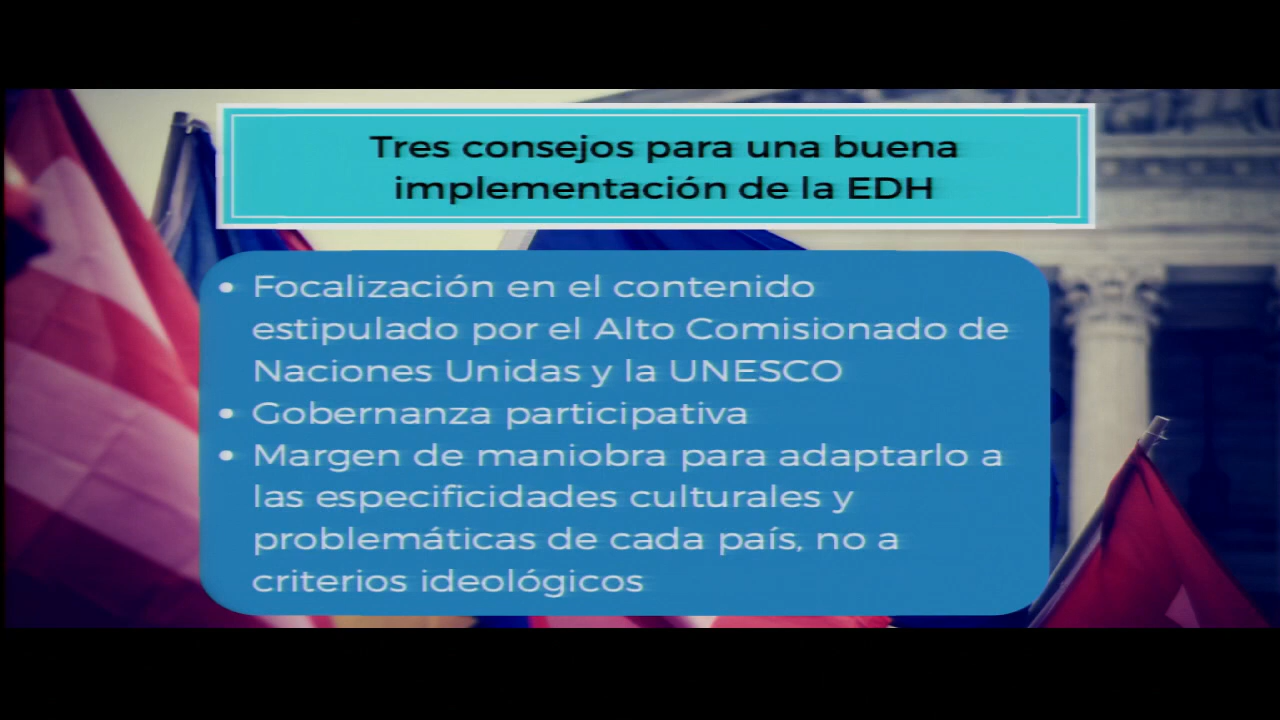 Tres consejos para una buena
implementación de la EDH
• Focalización en el contenido
estipulado por el Alto Comisionado de
Naciones Unidas y la UNESCO
• Gobernanza participativa
• Margen de maniobra para adaptarlo a
las especificidades culturales y
problemáticas de cada país, no a
criterios ideológicos